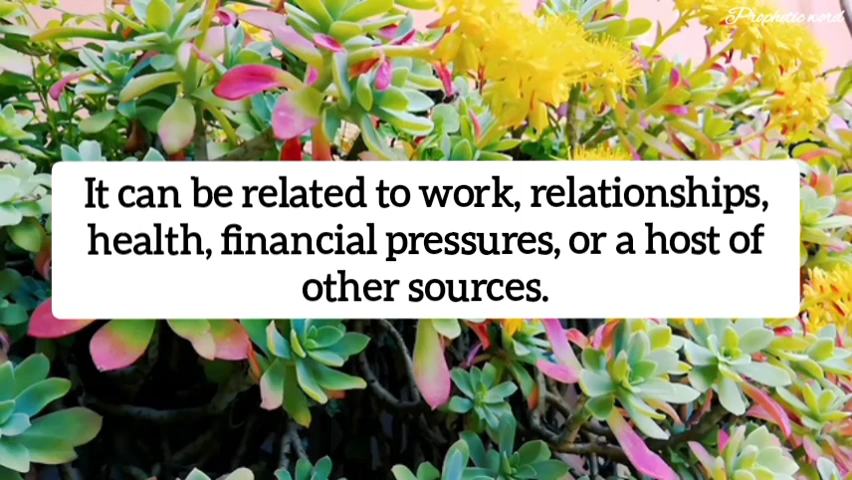 Prophetic word
It can be related to work, relationships,
health, financial pressures, or a host of
other sources.